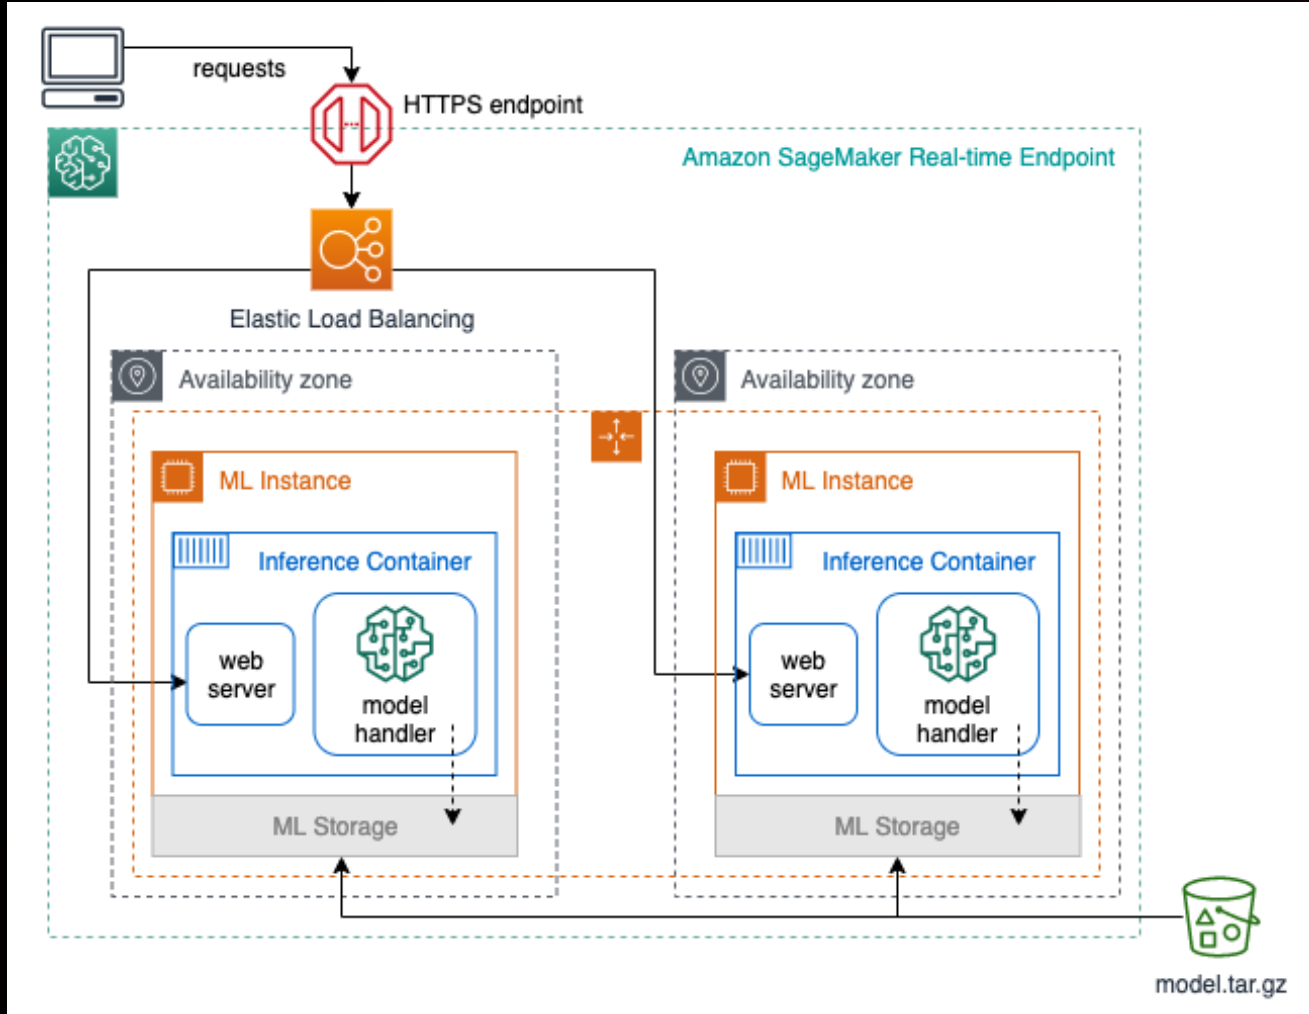 requests
HTTPS endpoint
Amazon SageMaker Real-time Endpoint
Elastic Load Balancing
Availability zone
Availability zone
ML Instance
ML Instance
Inference Container
Inference Container
web
server
model
handler
web
server
model
handler
ML Storage
ML Storage
model.tar.gz